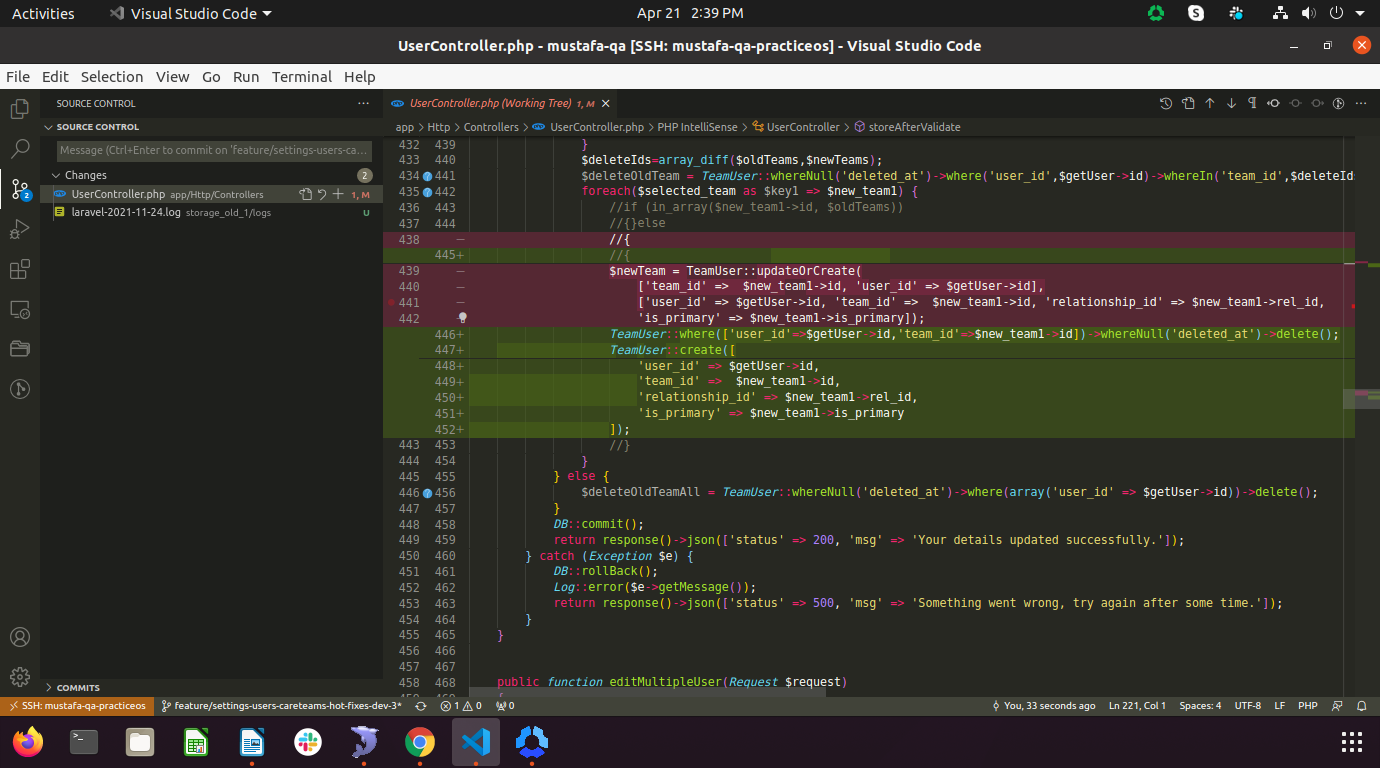 Activities Visual Studio Code Apr 21 2:39 PM
UserController.php - mustafa-qa [SSH: mustafa-qa-practiceos] - Visual Studio Code
File Edit Selection View Go Run Terminal Help
SOURCE CONTROL ··· UserController.php (Working Tree) 1, M
SOURCE CONTROL app > Http > Controllers > UserController.php > PHP IntelliSense > UserController > storeAfterValidate
Message (Ctrl+Enter to commit on 'feature/settings-users-ca...
Changes 2
UserController.php app/Http/Controllers 1, M
laravel-2021-11-24.log storage_old_1/logs U
432 439 }
433 440 $deleteIds=array_diff($oldTeams,$newTeams);
434 441 $deleteOldTeam = TeamUser::whereNull('deleted_at')->where('user_id',$getUser->id)->whereIn('team_id',$deleteIds
435 442 foreach($selected_team as $key1 => $new_team1) {
436 443 //if (in_array($new_team1->id, $oldTeams))
437 444 //{}else
438 − //{
445+ //{
439 − $newTeam = TeamUser::updateOrCreate(
440 − ['team_id' => $new_team1->id, 'user_id' => $getUser->id],
441 − ['user_id' => $getUser->id, 'team_id' => $new_team1->id, 'relationship_id' => $new_team1->rel_id,
442 'is_primary' => $new_team1->is_primary]);
446+ TeamUser::where(['user_id'=>$getUser->id,'team_id'=>$new_team1->id])->whereNull('deleted_at')->delete();
447+ TeamUser::create([
448+ 'user_id' => $getUser->id,
449+ 'team_id' => $new_team1->id,
450+ 'relationship_id' => $new_team1->rel_id,
451+ 'is_primary' => $new_team1->is_primary
452+ ]);
443 453 //}
444 454 }
445 455 } else {
446 456 $deleteOldTeamAll = TeamUser::whereNull('deleted_at')->where(array('user_id' => $getUser->id))->delete();
447 457 }
448 458 DB::commit();
449 459 return response()->json(['status' => 200, 'msg' => 'Your details updated successfully.']);
450 460 } catch (Exception $e) {
451 461 DB::rollBack();
452 462 Log::error($e->getMessage());
453 463 return response()->json(['status' => 500, 'msg' => 'Something went wrong, try again after some time.']);
454 464 }
455 465 }
456 466
457 467
458 468 public function editMultipleUser(Request $request)
COMMITS
SSH: mustafa-qa-practiceos feature/settings-users-careteams-hot-fixes-dev-3* 1 0 0 You, 33 seconds ago Ln 221, Col 1 Spaces: 4 UTF-8 LF PHP